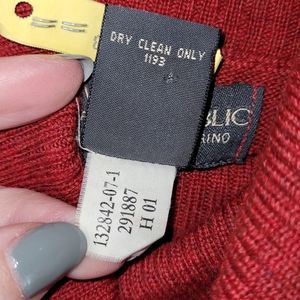 DRY CLEAN ONLY
1193
BLIC
RINO
132842-07-1
291887
H 01